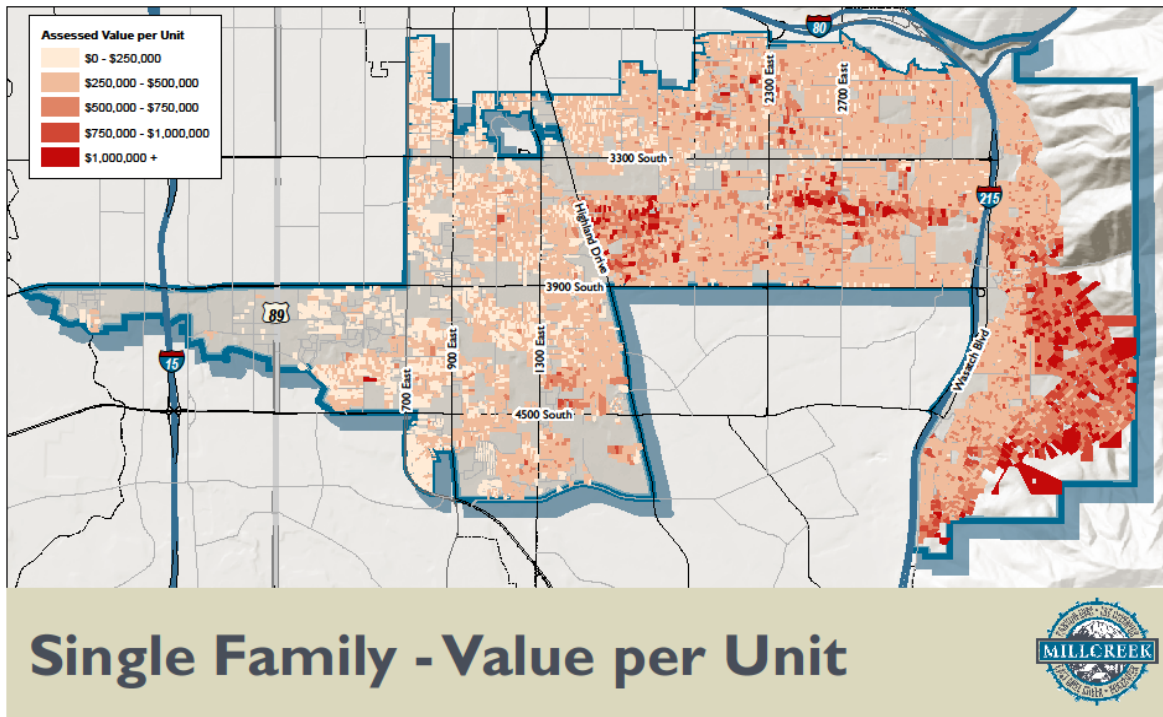 Assessed Value per Unit
$0 - $250,000
$250,000 - $500,000
$500,000 - $750,000
$750,000 - $1,000,000
$1,000,000 +
80
2300 East
2700 East
3300 South
215
Highland Drive
3900 South
89
15
700 East
900 East
1300 East
Wasatch Blvd
4500 South
Single Family - Value per Unit
MILLCREEK